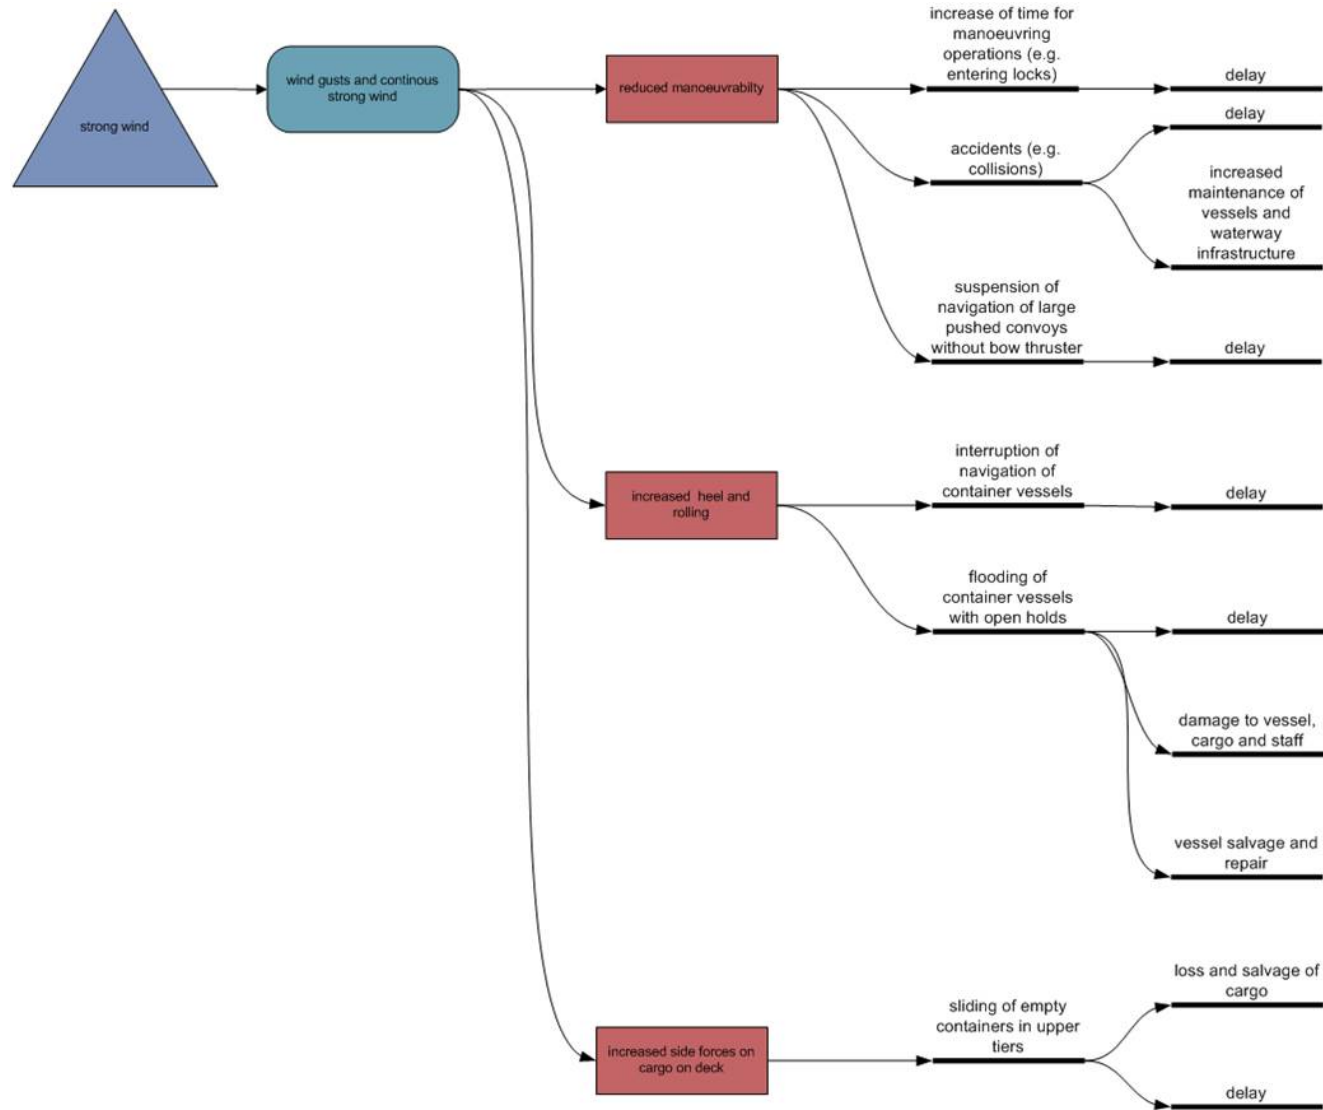 strong wind
wind gusts and continous
strong wind
reduced manoeuvrabilty
increase of time for
manoeuvring
operations (e.g.
entering locks)
delay
accidents (e.g.
collisions)
delay
increased
maintenance of
vessels and
waterway
infrastructure
suspension of
navigation of large
pushed convoys
without bow thruster
delay
increased heel and
rolling
interruption of
navigation of
container vessels
delay
flooding of
container vessels
with open holds
delay
damage to vessel,
cargo and staff
vessel salvage and
repair
increased side forces on
cargo on deck
sliding of empty
containers in upper
tiers
loss and salvage of
cargo
delay